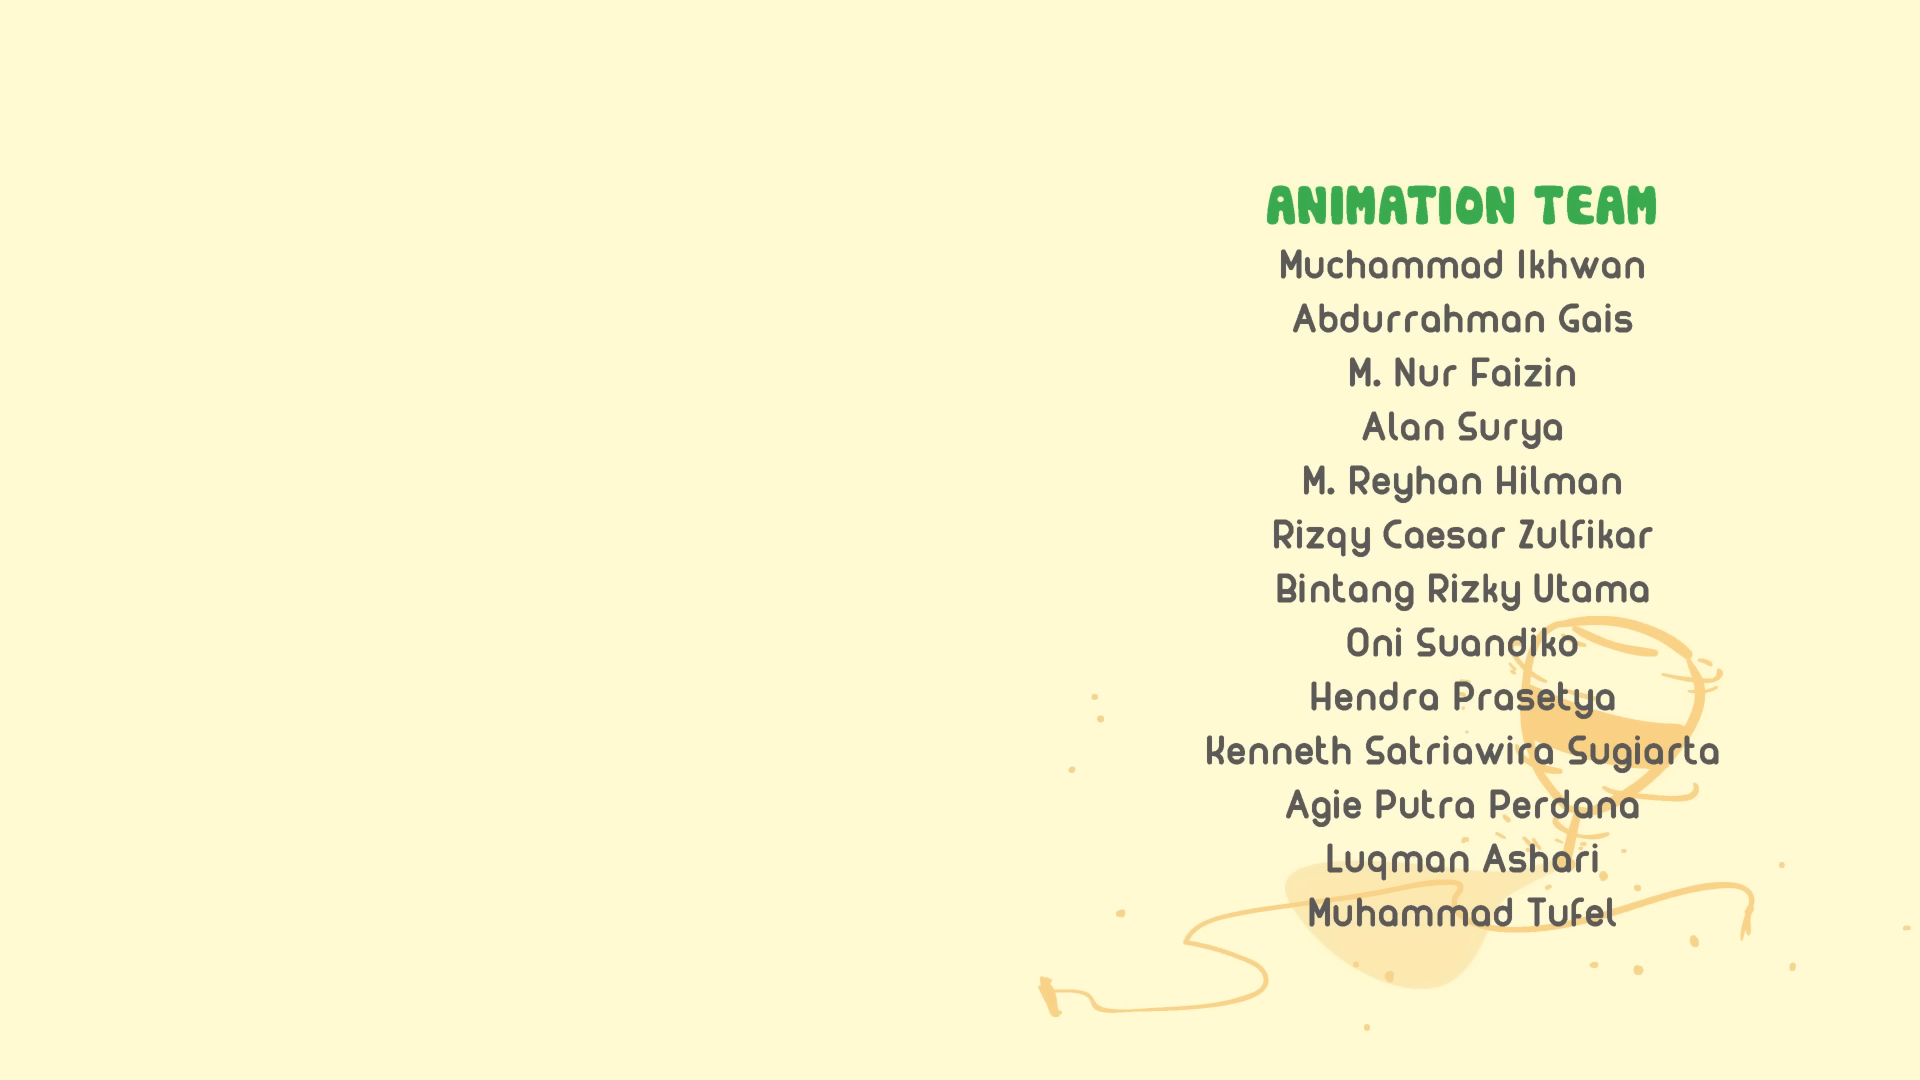 ANIMATION TEAM
Muchammad Ikhwan
Abdurrahman Gais
M. Nur Faizin
Alan Surya
M. Reyhan Hilman
Rizqy Caesar Zulfikar
Bintang Rizky Utama
Oni Suandiko
Hendra Prasetya
Kenneth Satriawira Sugiarta
Agie Putra Perdana
Luqman Ashari
Muhammad Tufel